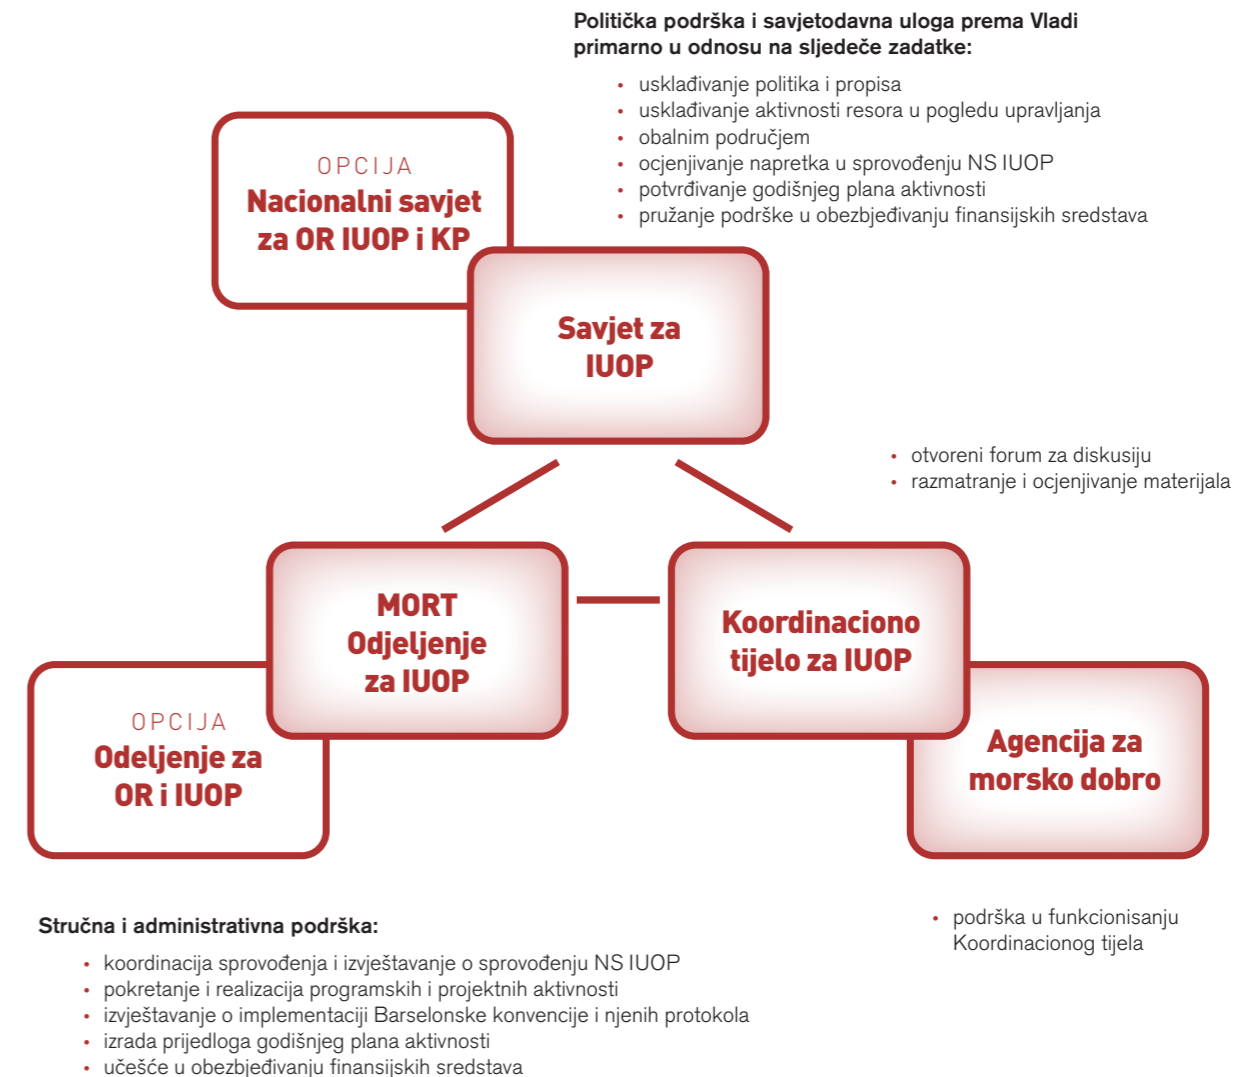 Politička podrška i savjetodavna uloga prema Vladi
primarno u odnosu na sljedeče zadatke:
• usklađivanje politika i propisa
• usklađivanje aktivnosti resora u pogledu upravljanja
• obalnim područjem
• ocjenjivanje napretka u sprovođenju NS IUOP
• potvrđivanje godišnjeg plana aktivnosti
• pružanje podrške u obezbjeđivanju finansijskih sredstava
OPCIJA
Nacionalni savjet
za OR IUOP i KP
Savjet za
IUOP
• otvoreni forum za diskusiju
• razmatranje i ocjenjivanje materijala
MORT
Odjeljenje
za IUOP
Koordinaciono
tijelo za IUOP
OPCIJA
Odeljenje za
OR i IUOP
Agencija za
morsko dobro
• podrška u funkcionisanju
Koordinacionog tijela
Stručna i administrativna podrška:
• koordinacija sprovođenja i izvještavanje o sprovođenju NS IUOP
• pokretanje i realizacija programskih i projektnih aktivnosti
• izvještavanje o implementaciji Barselonske konvencije i njenih protokola
• izrada prijedloga godišnjeg plana aktivnosti
• učešće u obezbjeđivanju finansijskih sredstava